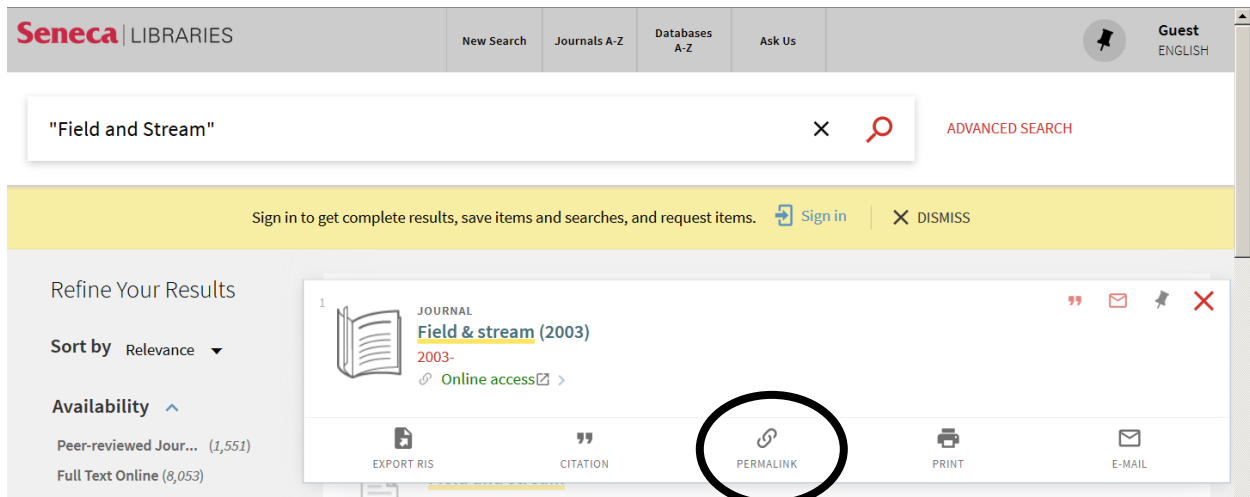 Seneca LIBRARIES
New Search
Journals A-Z
Databases
A-Z
Ask Us
Guest
ENGLISH
"Field and Stream"
ADVANCED SEARCH
Sign in to get complete results, save items and searches, and request items. Sign in DISMISS
Refine Your Results
Sort by Relevance
Availability
Peer-reviewed Jour... (1,551)
Full Text Online (8,053)
1
JOURNAL
Field & stream (2003)
2003-
Online access
EXPORT RIS
CITATION
PERMALINK
PRINT
E-MAIL
Field and stream